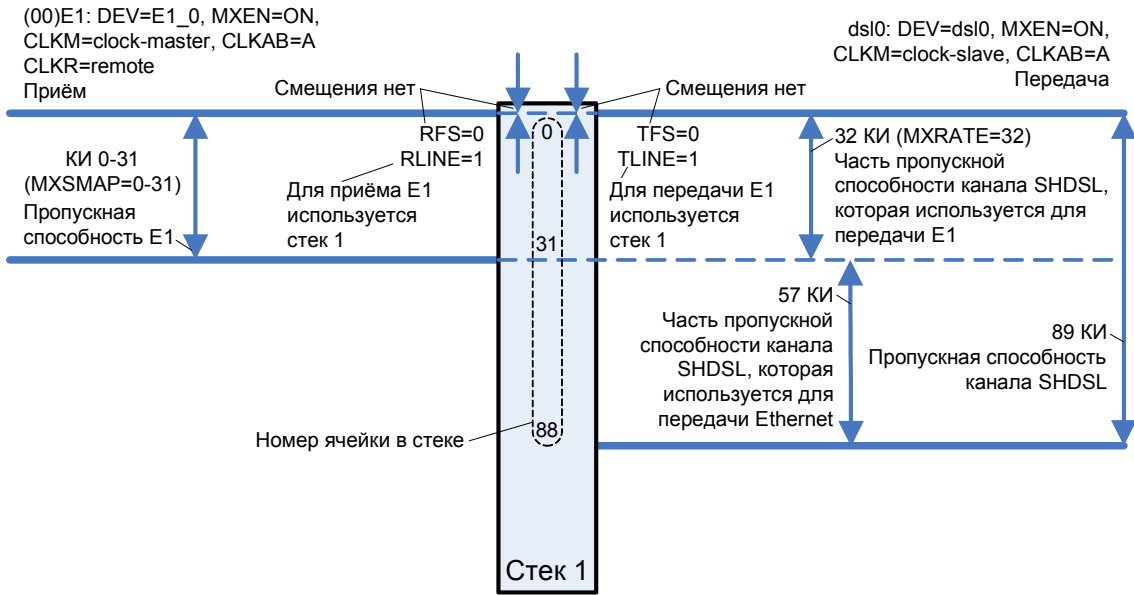 (00)E1: DEV=E1_0, MXEN=ON,
CLKM=clock-master, CLKAB=A
CLKR=remote
Приём
dsl0: DEV=dsl0, MXEN=ON,
CLKM=clock-slave, CLKAB=A
Передача
Смещения нет
Смещения нет
RFS=0
RLINE=1
0
TFS=0
TLINE=1
КИ 0-31
(MXSMAP=0-31)
Пропускная
способность E1
Для приёма E1
используется
стек 1
31
Для передачи E1
используется
стек 1
32 КИ (MXRATE=32)
Часть пропускной
способности канала SHDSL,
которая используется для
передачи E1
57 КИ
Часть пропускной
способности канала
SHDSL, которая
используется для
передачи Ethernet
89 КИ
Пропускная способность
канала SHDSL
Номер ячейки в стеке
88
Стек 1